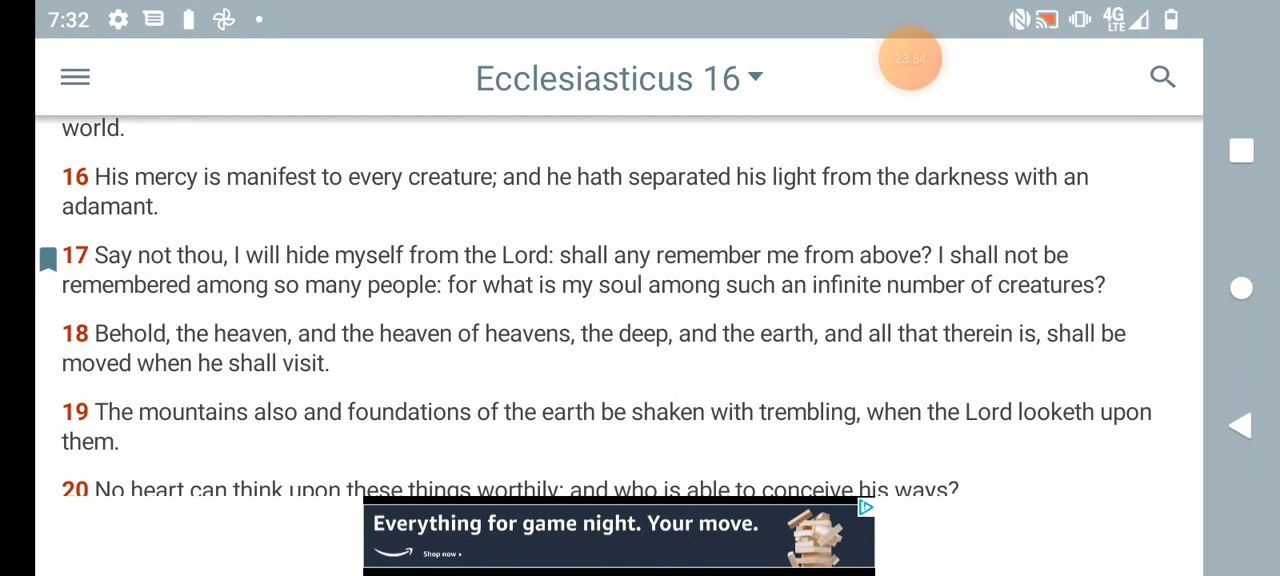 7:32
4G
LTE
Ecclesiasticus 16
23:54
world.
16 His mercy is manifest to every creature; and he hath separated his light from the darkness with an
adamant.
17 Say not thou, I will hide myself from the Lord: shall any remember me from above? I shall not be
remembered among so many people: for what is my soul among such an infinite number of creatures?
18 Behold, the heaven, and the heaven of heavens, the deep, and the earth, and all that therein is, shall be
moved when he shall visit.
19 The mountains also and foundations of the earth be shaken with trembling, when the Lord looketh upon
them.
20 No heart can think upon these things worthily: and who is able to conceive his ways?
Everything for game night. Your move.
Shop now